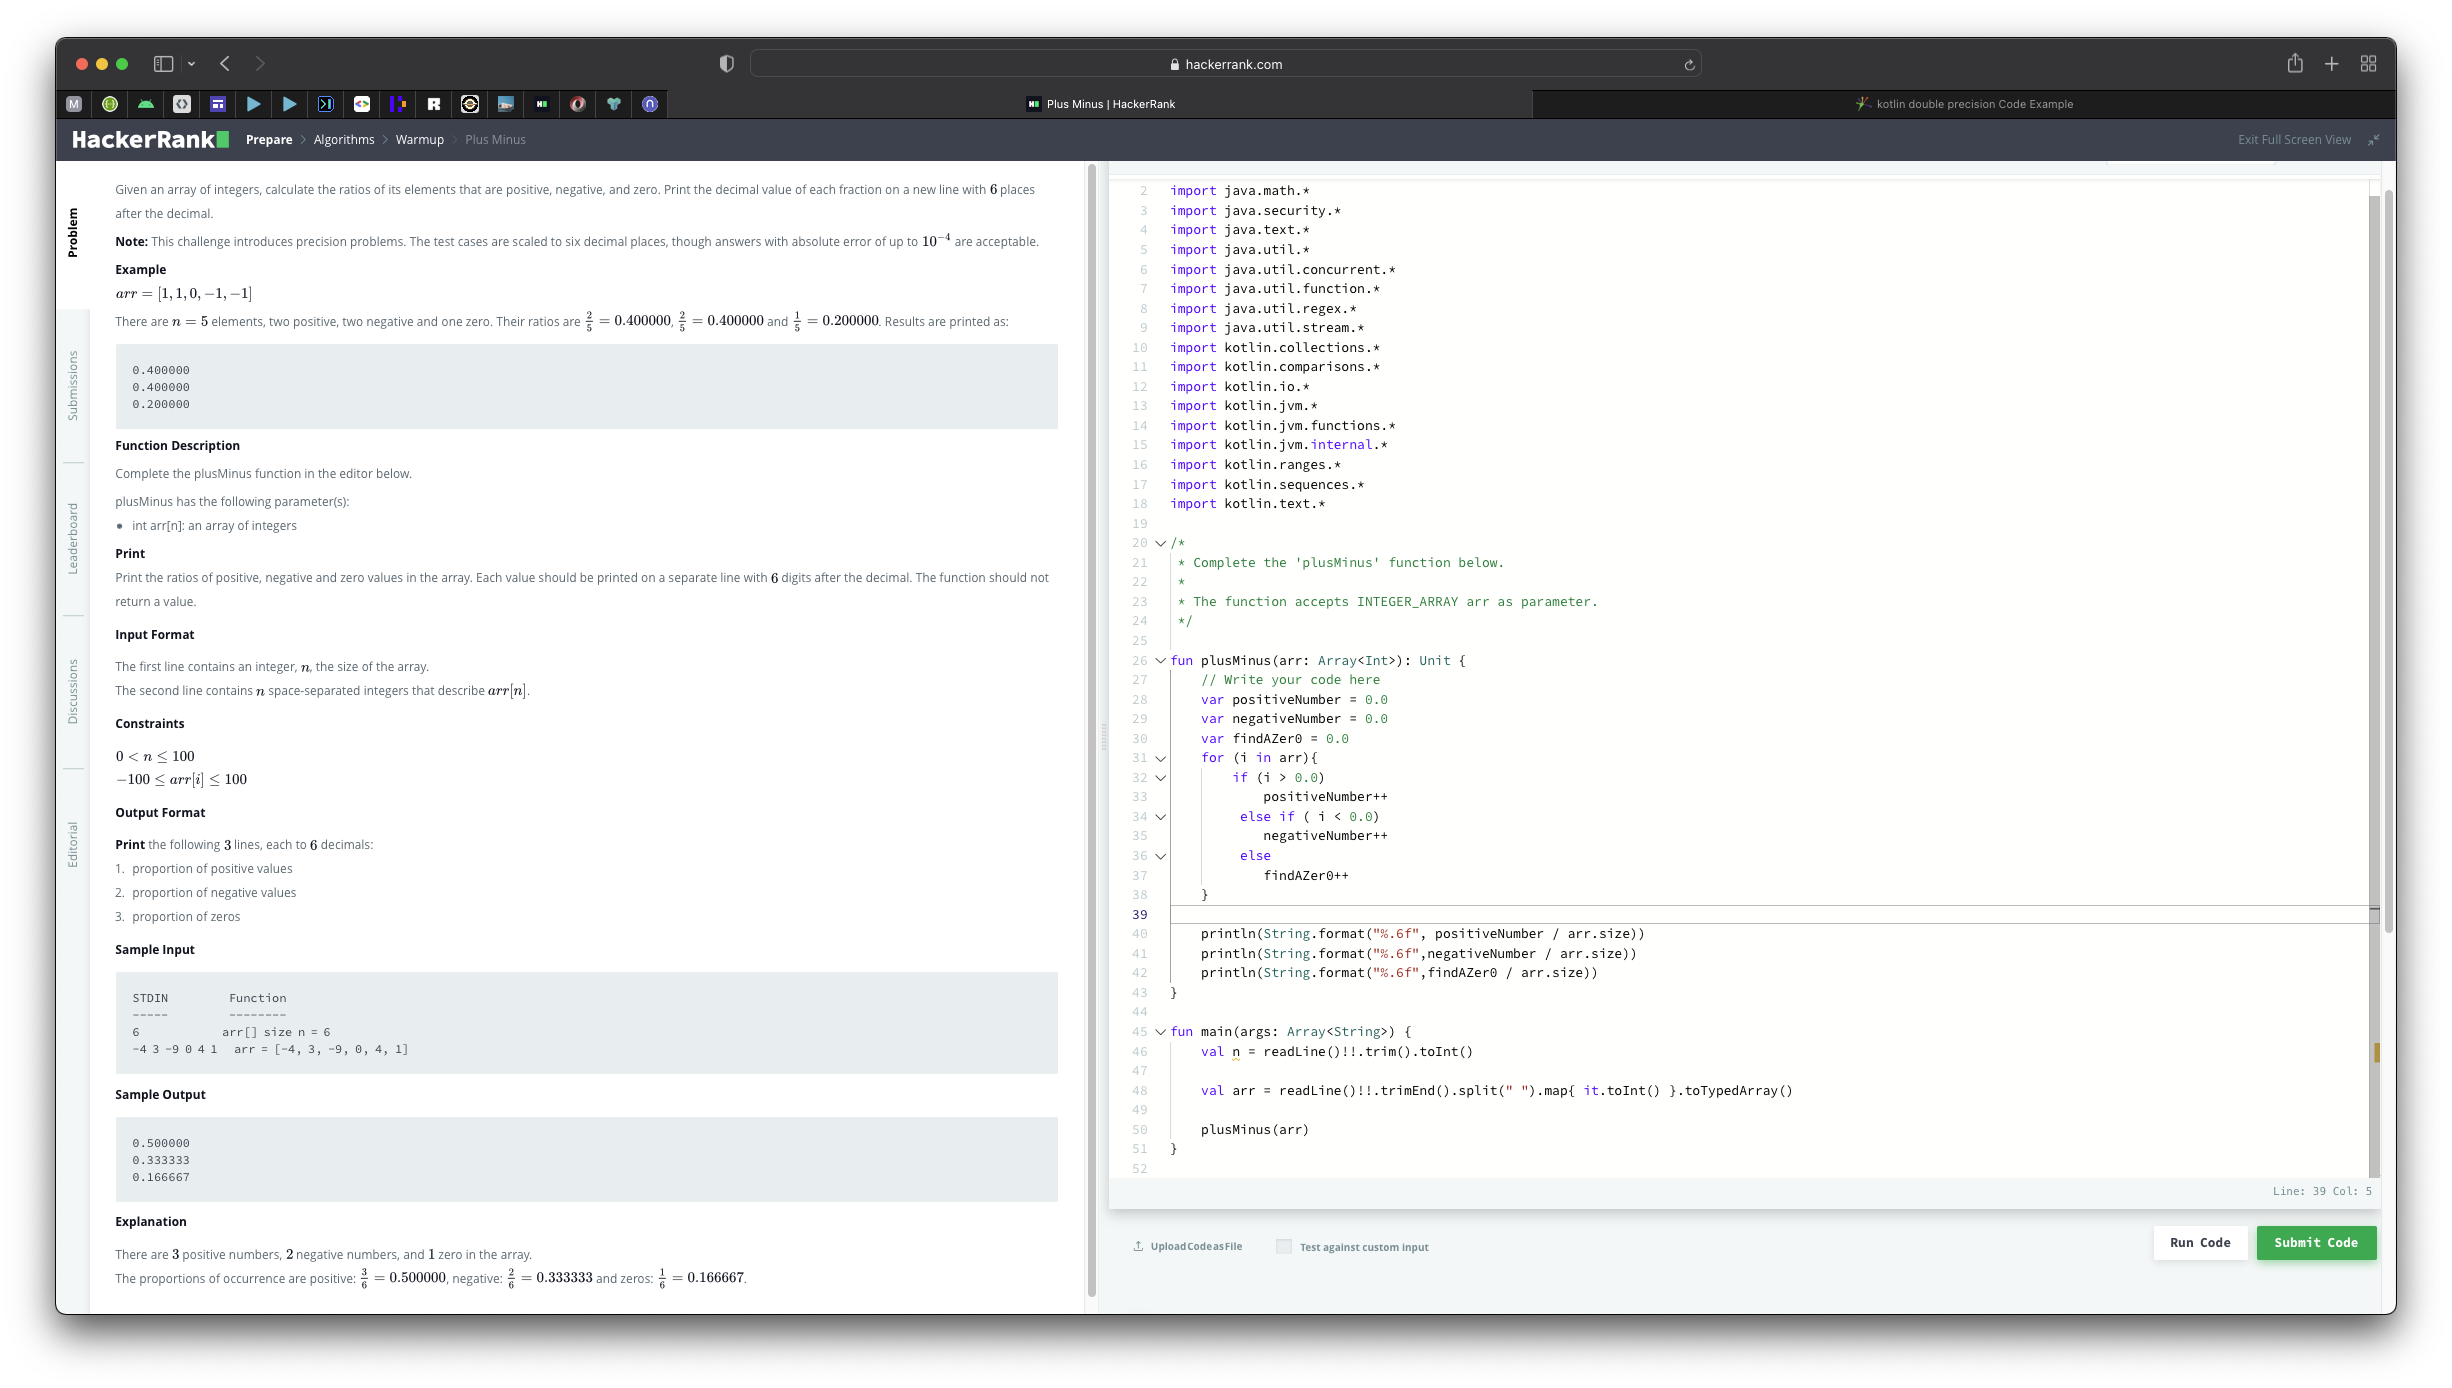 hackerrank.com
Plus Minus | HackerRank
kotlin double precision Code Example
HackerRank
Prepare > Algorithms > Warmup > Plus Minus
Exit Full Screen View
Problem
Submissions
Leaderboard
Discussions
Editorial
Given an array of integers, calculate the ratios of its elements that are positive, negative, and zero. Print the decimal value of each fraction on a new line with 6 places
after the decimal.
Note: This challenge introduces precision problems. The test cases are scaled to six decimal places, though answers with absolute error of up to 10⁻⁴ are acceptable.
Example
arr = [1, 1, 0, −1, −1]
There are n = 5 elements, two positive, two negative and one zero. Their ratios are 2/5 = 0.400000, 2/5 = 0.400000 and 1/5 = 0.200000. Results are printed as:
0.400000
0.400000
0.200000
Function Description
Complete the plusMinus function in the editor below.
plusMinus has the following parameter(s):
• int arr[n]: an array of integers
Print
Print the ratios of positive, negative and zero values in the array. Each value should be printed on a separate line with 6 digits after the decimal. The function should not
return a value.
Input Format
The first line contains an integer, n, the size of the array.
The second line contains n space-separated integers that describe arr[n].
Constraints
0 < n ≤ 100
−100 ≤ arr[i] ≤ 100
Output Format
Print the following 3 lines, each to 6 decimals:
1. proportion of positive values
2. proportion of negative values
3. proportion of zeros
Sample Input
STDIN Function
----- --------
6 arr[] size n = 6
-4 3 -9 0 4 1 arr = [-4, 3, -9, 0, 4, 1]
Sample Output
0.500000
0.333333
0.166667
Explanation
There are 3 positive numbers, 2 negative numbers, and 1 zero in the array.
The proportions of occurrence are positive: 3/6 = 0.500000, negative: 2/6 = 0.333333 and zeros: 1/6 = 0.166667.
2 import java.math.*
3 import java.security.*
4 import java.text.*
5 import java.util.*
6 import java.util.concurrent.*
7 import java.util.function.*
8 import java.util.regex.*
9 import java.util.stream.*
10 import kotlin.collections.*
11 import kotlin.comparisons.*
12 import kotlin.io.*
13 import kotlin.jvm.*
14 import kotlin.jvm.functions.*
15 import kotlin.jvm.internal.*
16 import kotlin.ranges.*
17 import kotlin.sequences.*
18 import kotlin.text.*
19
20 /*
21 * Complete the 'plusMinus' function below.
22 *
23 * The function accepts INTEGER_ARRAY arr as parameter.
24 */
25
26 fun plusMinus(arr: Array<Int>): Unit {
27 // Write your code here
28 var positiveNumber = 0.0
29 var negativeNumber = 0.0
30 var findAZer0 = 0.0
31 for (i in arr){
32 if (i > 0.0)
33 positiveNumber++
34 else if ( i < 0.0)
35 negativeNumber++
36 else
37 findAZer0++
38 }
39
40 println(String.format("%.6f", positiveNumber / arr.size))
41 println(String.format("%.6f",negativeNumber / arr.size))
42 println(String.format("%.6f",findAZer0 / arr.size))
43 }
44
45 fun main(args: Array<String>) {
46 val n = readLine()!!.trim().toInt()
47
48 val arr = readLine()!!.trimEnd().split(" ").map{ it.toInt() }.toTypedArray()
49
50 plusMinus(arr)
51 }
52
Line: 39 Col: 5
Upload Code as File
Test against custom input
Run Code
Submit Code